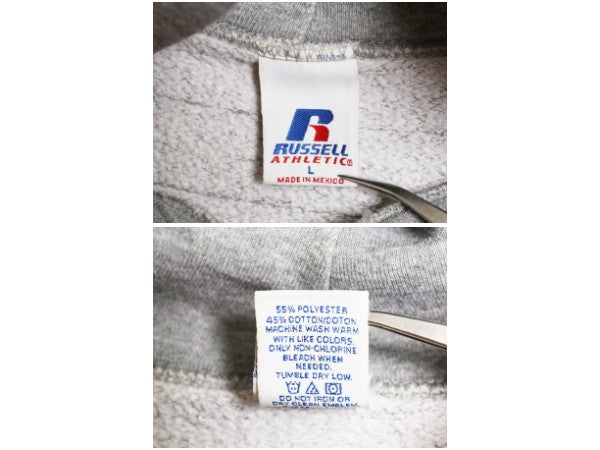 R
RUSSELL
ATHLETIC®
L
MADE IN MEXICO
55% POLYESTER
45% COTTON/COTON
MACHINE WASH WARM
WITH LIKE COLORS.
ONLY NON-CHLORINE
BLEACH WHEN
NEEDED.
TUMBLE DRY LOW.
DO NOT IRON OR
DRY CLEAN EMBLEM.